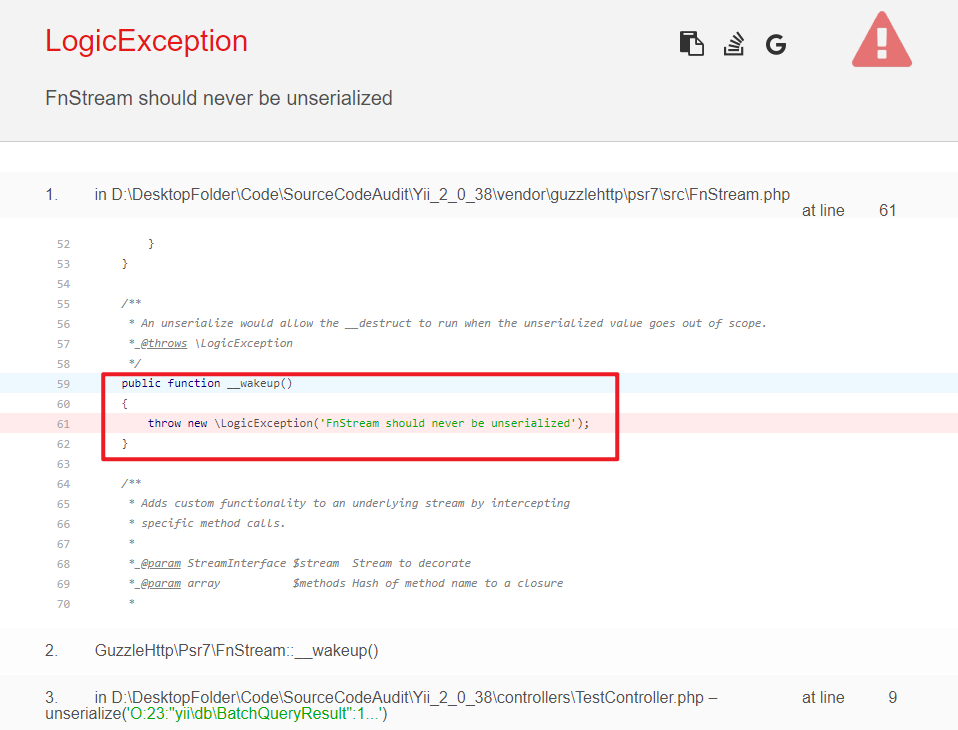 LogicException
FnStream should never be unserialized
1. in D:\DesktopFolder\Code\SourceCodeAudit\Yii_2_0_38\vendor\guzzlehttp\psr7\src\FnStream.php at line 61
52 }
53 }
54
55 /**
56 * An unserialize would allow the __destruct to run when the unserialized value goes out of scope.
57 * @throws \LogicException
58 */
59 public function __wakeup()
60 {
61 throw new \LogicException('FnStream should never be unserialized');
62 }
63
64 /**
65 * Adds custom functionality to an underlying stream by intercepting
66 * specific method calls.
67 *
68 * @param StreamInterface $stream Stream to decorate
69 * @param array $methods Hash of method name to a closure
70 *
2. GuzzleHttp\Psr7\FnStream::__wakeup()
3. in D:\DesktopFolder\Code\SourceCodeAudit\Yii_2_0_38\controllers\TestController.php – at line 9
unserialize('O:23:"yii\db\BatchQueryResult":1...')